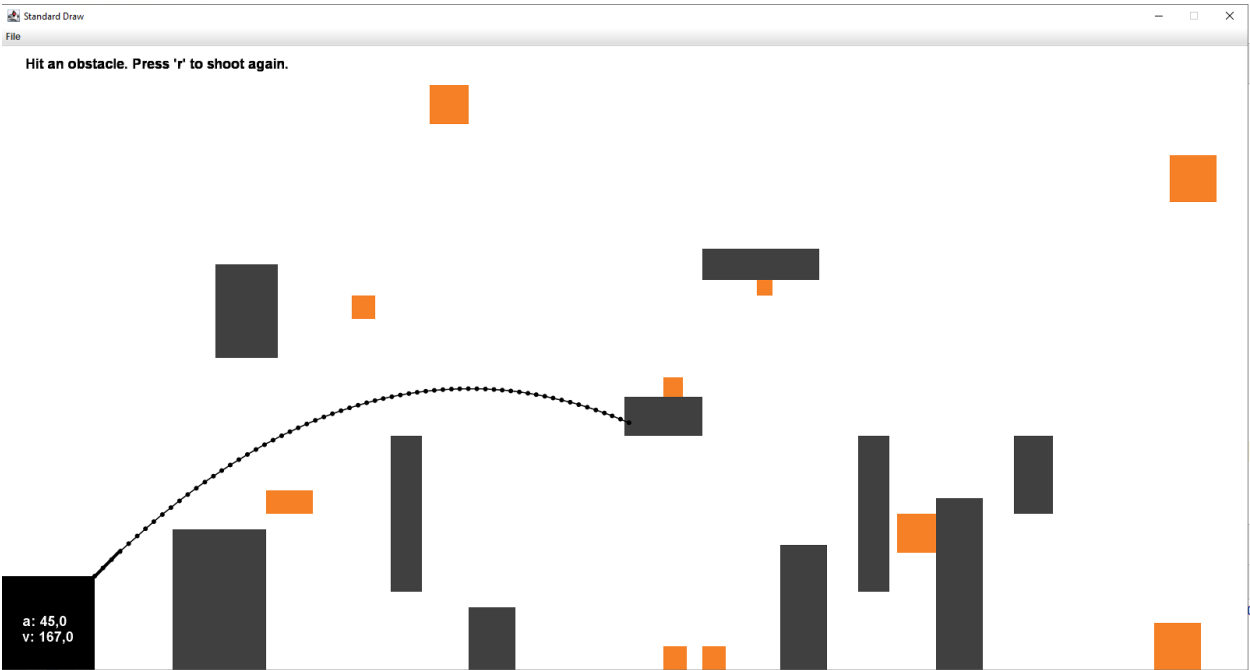 Standard Draw
File
Hit an obstacle. Press 'r' to shoot again.
a: 45,0
v: 167,0